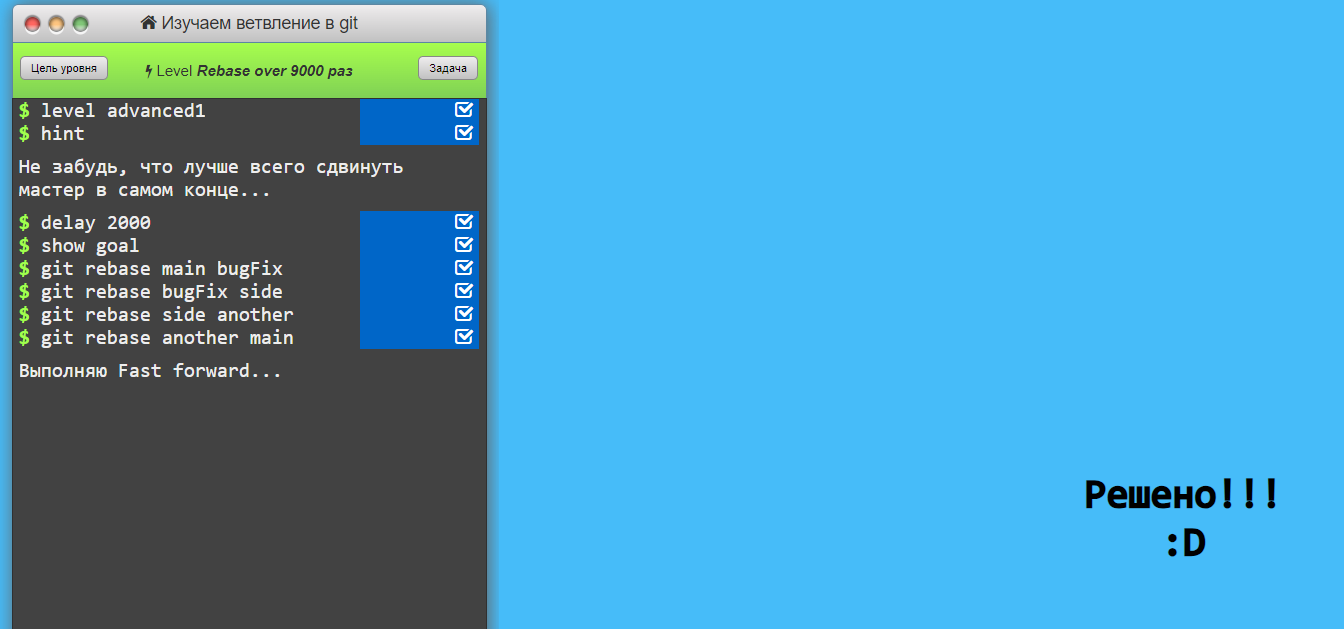 Изучаем ветвление в git
Цель уровня
Level Rebase over 9000 раз
Задача
$ level advanced1
$ hint
Не забудь, что лучше всего сдвинуть
мастер в самом конце...
$ delay 2000
$ show goal
$ git rebase main bugFix
$ git rebase bugFix side
$ git rebase side another
$ git rebase another main
Выполняю Fast forward...
Решено!!!
:D